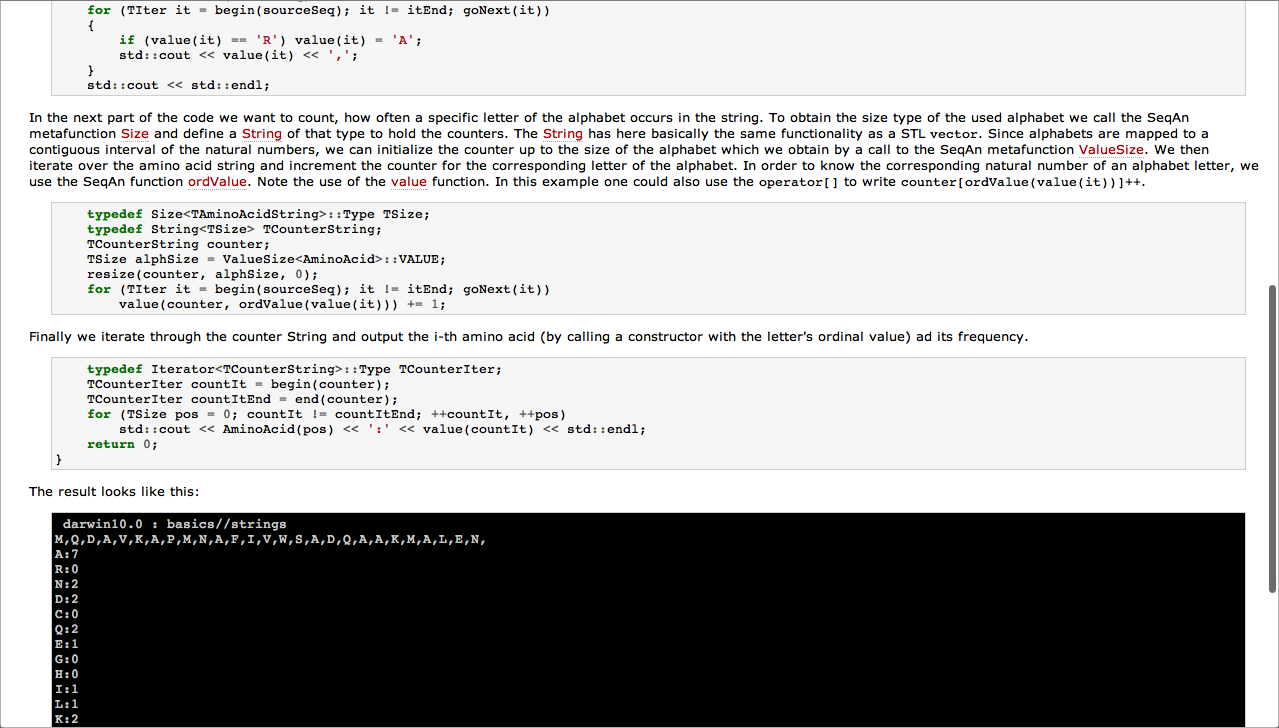 for (TIter it = begin(sourceSeq); it != itEnd; goNext(it))
{
if (value(it) == 'R') value(it) = 'A';
std::cout << value(it) << ',';
}
std::cout << std::endl;
In the next part of the code we want to count, how often a specific letter of the alphabet occurs in the string. To obtain the size type of the used alphabet we call the SeqAn
metafunction Size and define a String of that type to hold the counters. The String has here basically the same functionality as a STL vector. Since alphabets are mapped to a
contiguous interval of the natural numbers, we can initialize the counter up to the size of the alphabet which we obtain by a call to the SeqAn metafunction ValueSize. We then
iterate over the amino acid string and increment the counter for the corresponding letter of the alphabet. In order to know the corresponding natural number of an alphabet letter, we
use the SeqAn function ordValue. Note the use of the value function. In this example one could also use the operator[] to write counter[ordValue(value(it))]++.
typedef Size<TAminoAcidString>::Type TSize;
typedef String<TSize> TCounterString;
TCounterString counter;
TSize alphSize = ValueSize<AminoAcid>::VALUE;
resize(counter, alphSize, 0);
for (TIter it = begin(sourceSeq); it != itEnd; goNext(it))
value(counter, ordValue(value(it))) += 1;
Finally we iterate through the counter String and output the i-th amino acid (by calling a constructor with the letter's ordinal value) ad its frequency.
typedef Iterator<TCounterString>::Type TCounterIter;
TCounterIter countIt = begin(counter);
TCounterIter countItEnd = end(counter);
for (TSize pos = 0; countIt != countItEnd; ++countIt, ++pos)
std::cout << AminoAcid(pos) << ':' << value(countIt) << std::endl;
return 0;
}
The result looks like this:
darwin10.0 : basics//strings
M,Q,D,A,V,K,A,P,M,N,A,F,I,V,W,S,A,D,Q,A,A,K,M,A,L,E,N,
A:7
R:0
N:2
D:2
C:0
Q:2
E:1
G:0
H:0
I:1
L:1
K:2